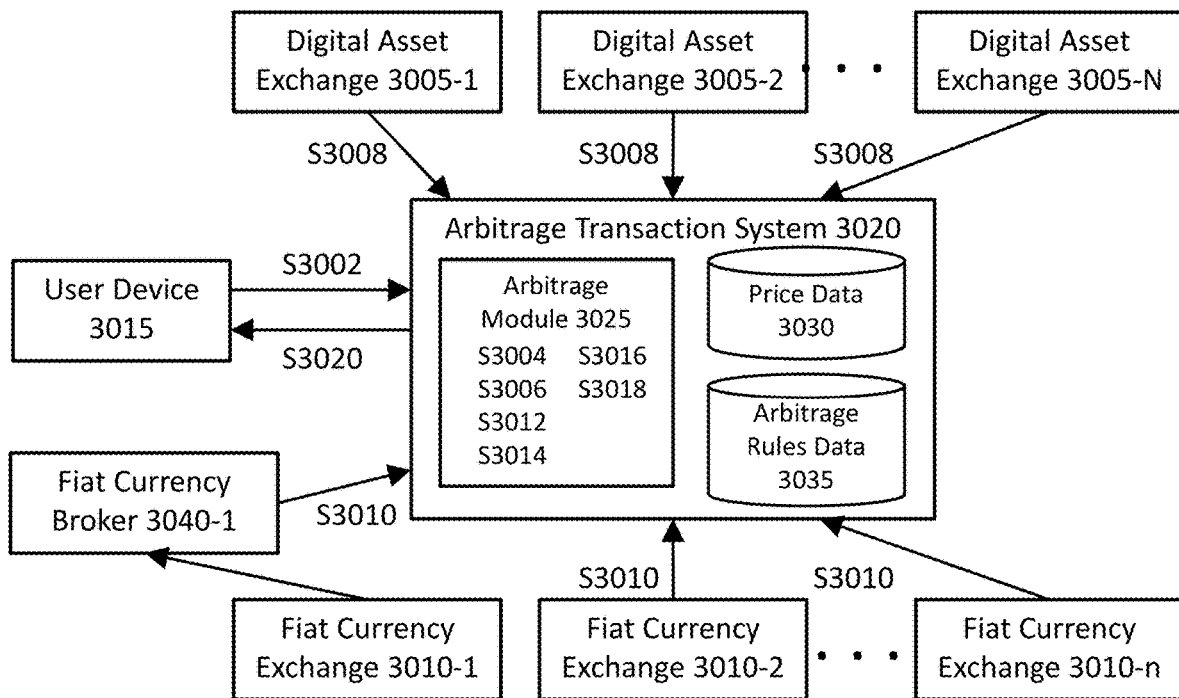 Digital Asset
Exchange 3005-1
Digital Asset
Exchange 3005-2
Digital Asset
Exchange 3005-N
S3008
S3008
S3008
Arbitrage Transaction System 3020
User Device
3015
S3002
S3020
Arbitrage
Module 3025
S3004 S3016
S3006 S3018
S3012
S3014
Price Data
3030
Arbitrage
Rules Data
3035
Fiat Currency
Broker 3040-1
S3010
S3010
S3010
Fiat Currency
Exchange 3010-1
Fiat Currency
Exchange 3010-2
Fiat Currency
Exchange 3010-n